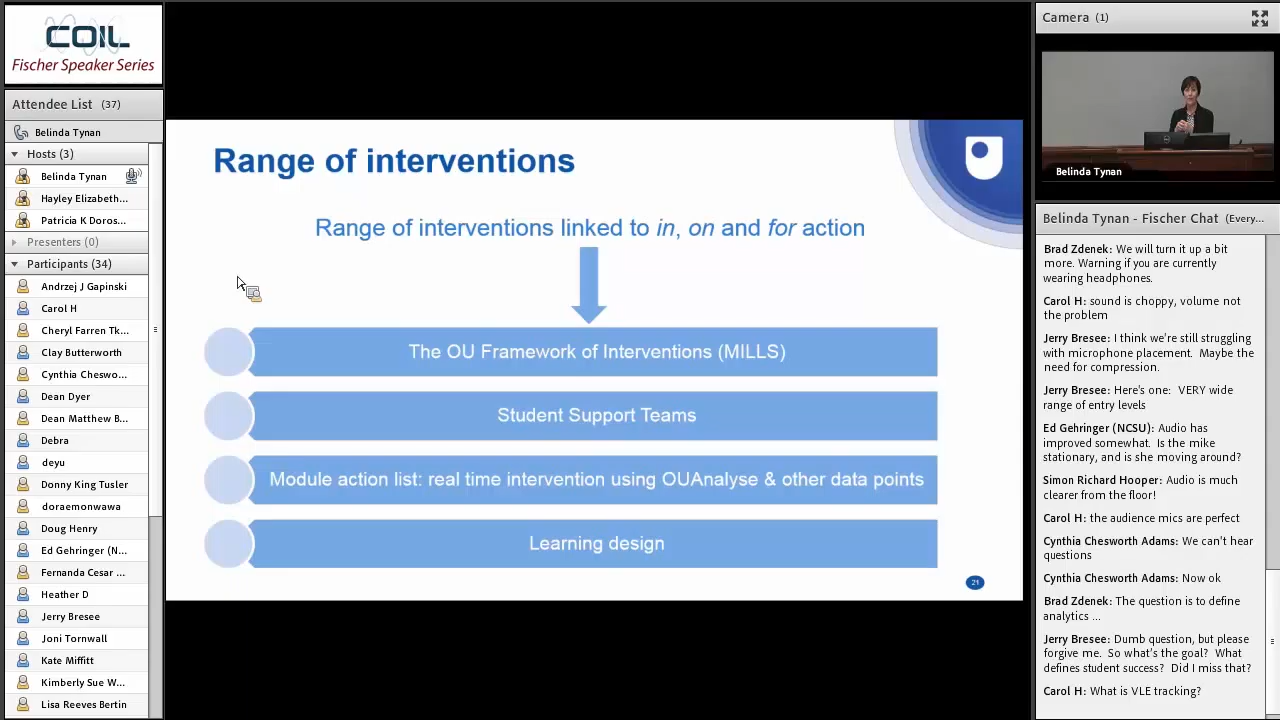 COIL
Fischer Speaker Series
Attendee List (37)
Belinda Tynan
Hosts (3)
Belinda Tynan
Hayley Elizabeth...
Patricia K Doros...
Presenters (0)
Participants (34)
Andrzej J Gapinski
Carol H
Cheryl Farren Tk...
Clay Butterworth
Cynthia Cheswo...
Dean Dyer
Dean Matthew B...
Debra
deyu
Donny King Tusler
doraemonwawa
Doug Henry
Ed Gehringer (N...
Fernanda Cesar ...
Heather D
Jerry Bresee
Joni Tornwall
Kate Miffitt
Kimberly Sue W...
Lisa Reeves Bertin
Range of interventions
Range of interventions linked to in, on and for action
The OU Framework of Interventions (MILLS)
Student Support Teams
Module action list: real time intervention using OUAnalyse & other data points
Learning design
21
Camera (1)
Belinda Tynan
Belinda Tynan - Fischer Chat (Every...
Brad Zdenek: We will turn it up a bit
more. Warning if you are currently
wearing headphones.
Carol H: sound is choppy, volume not
the problem
Jerry Bresee: I think we're still struggling
with microphone placement. Maybe the
need for compression.
Jerry Bresee: Here's one: VERY wide
range of entry levels
Ed Gehringer (NCSU): Audio has
improved somewhat. Is the mike
stationary, and is she moving around?
Simon Richard Hooper: Audio is much
clearer from the floor!
Carol H: the audience mics are perfect
Cynthia Chesworth Adams: We can't hear
questions
Cynthia Chesworth Adams: Now ok
Brad Zdenek: The question is to define
analytics ...
Jerry Bresee: Dumb question, but please
forgive me. So what's the goal? What
defines student success? Did I miss that?
Carol H: What is VLE tracking?